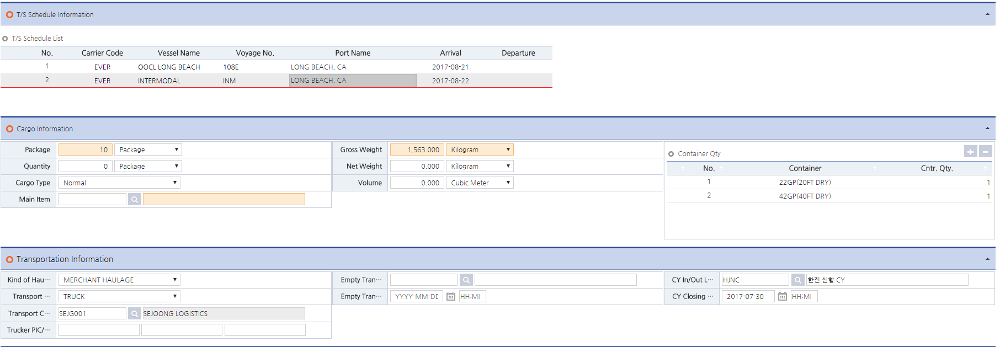 T/S Schedule Information
T/S Schedule List
No. Carrier Code Vessel Name Voyage No. Port Name Arrival Departure
1 EVER OOCL LONG BEACH 108E LONG BEACH, CA 2017-08-21
2 EVER INTERMODAL INM LONG BEACH, CA 2017-08-22
Cargo Information
Package 10 Package Gross Weight 1,563.000 Kilogram
Container Qty
Quantity 0 Package Net Weight 0.000 Kilogram
No. Container Cntr. Qty.
Cargo Type Normal Volume 0.000 Cubic Meter
1 22GP(20FT DRY) 1
Main Item
2 42GP(40FT DRY) 1
Transportation Information
Kind of Hau··· MERCHANT HAULAGE Empty Tran··· CY In/Out L··· HJNC 한진 신항 CY
Transport ··· TRUCK Empty Tran··· YYYY-MM-DD HH:MI CY Closing ··· 2017-07-30 HH:MI
Transport C··· SEJG001 SEJOONG LOGISTICS
Trucker PIC/···